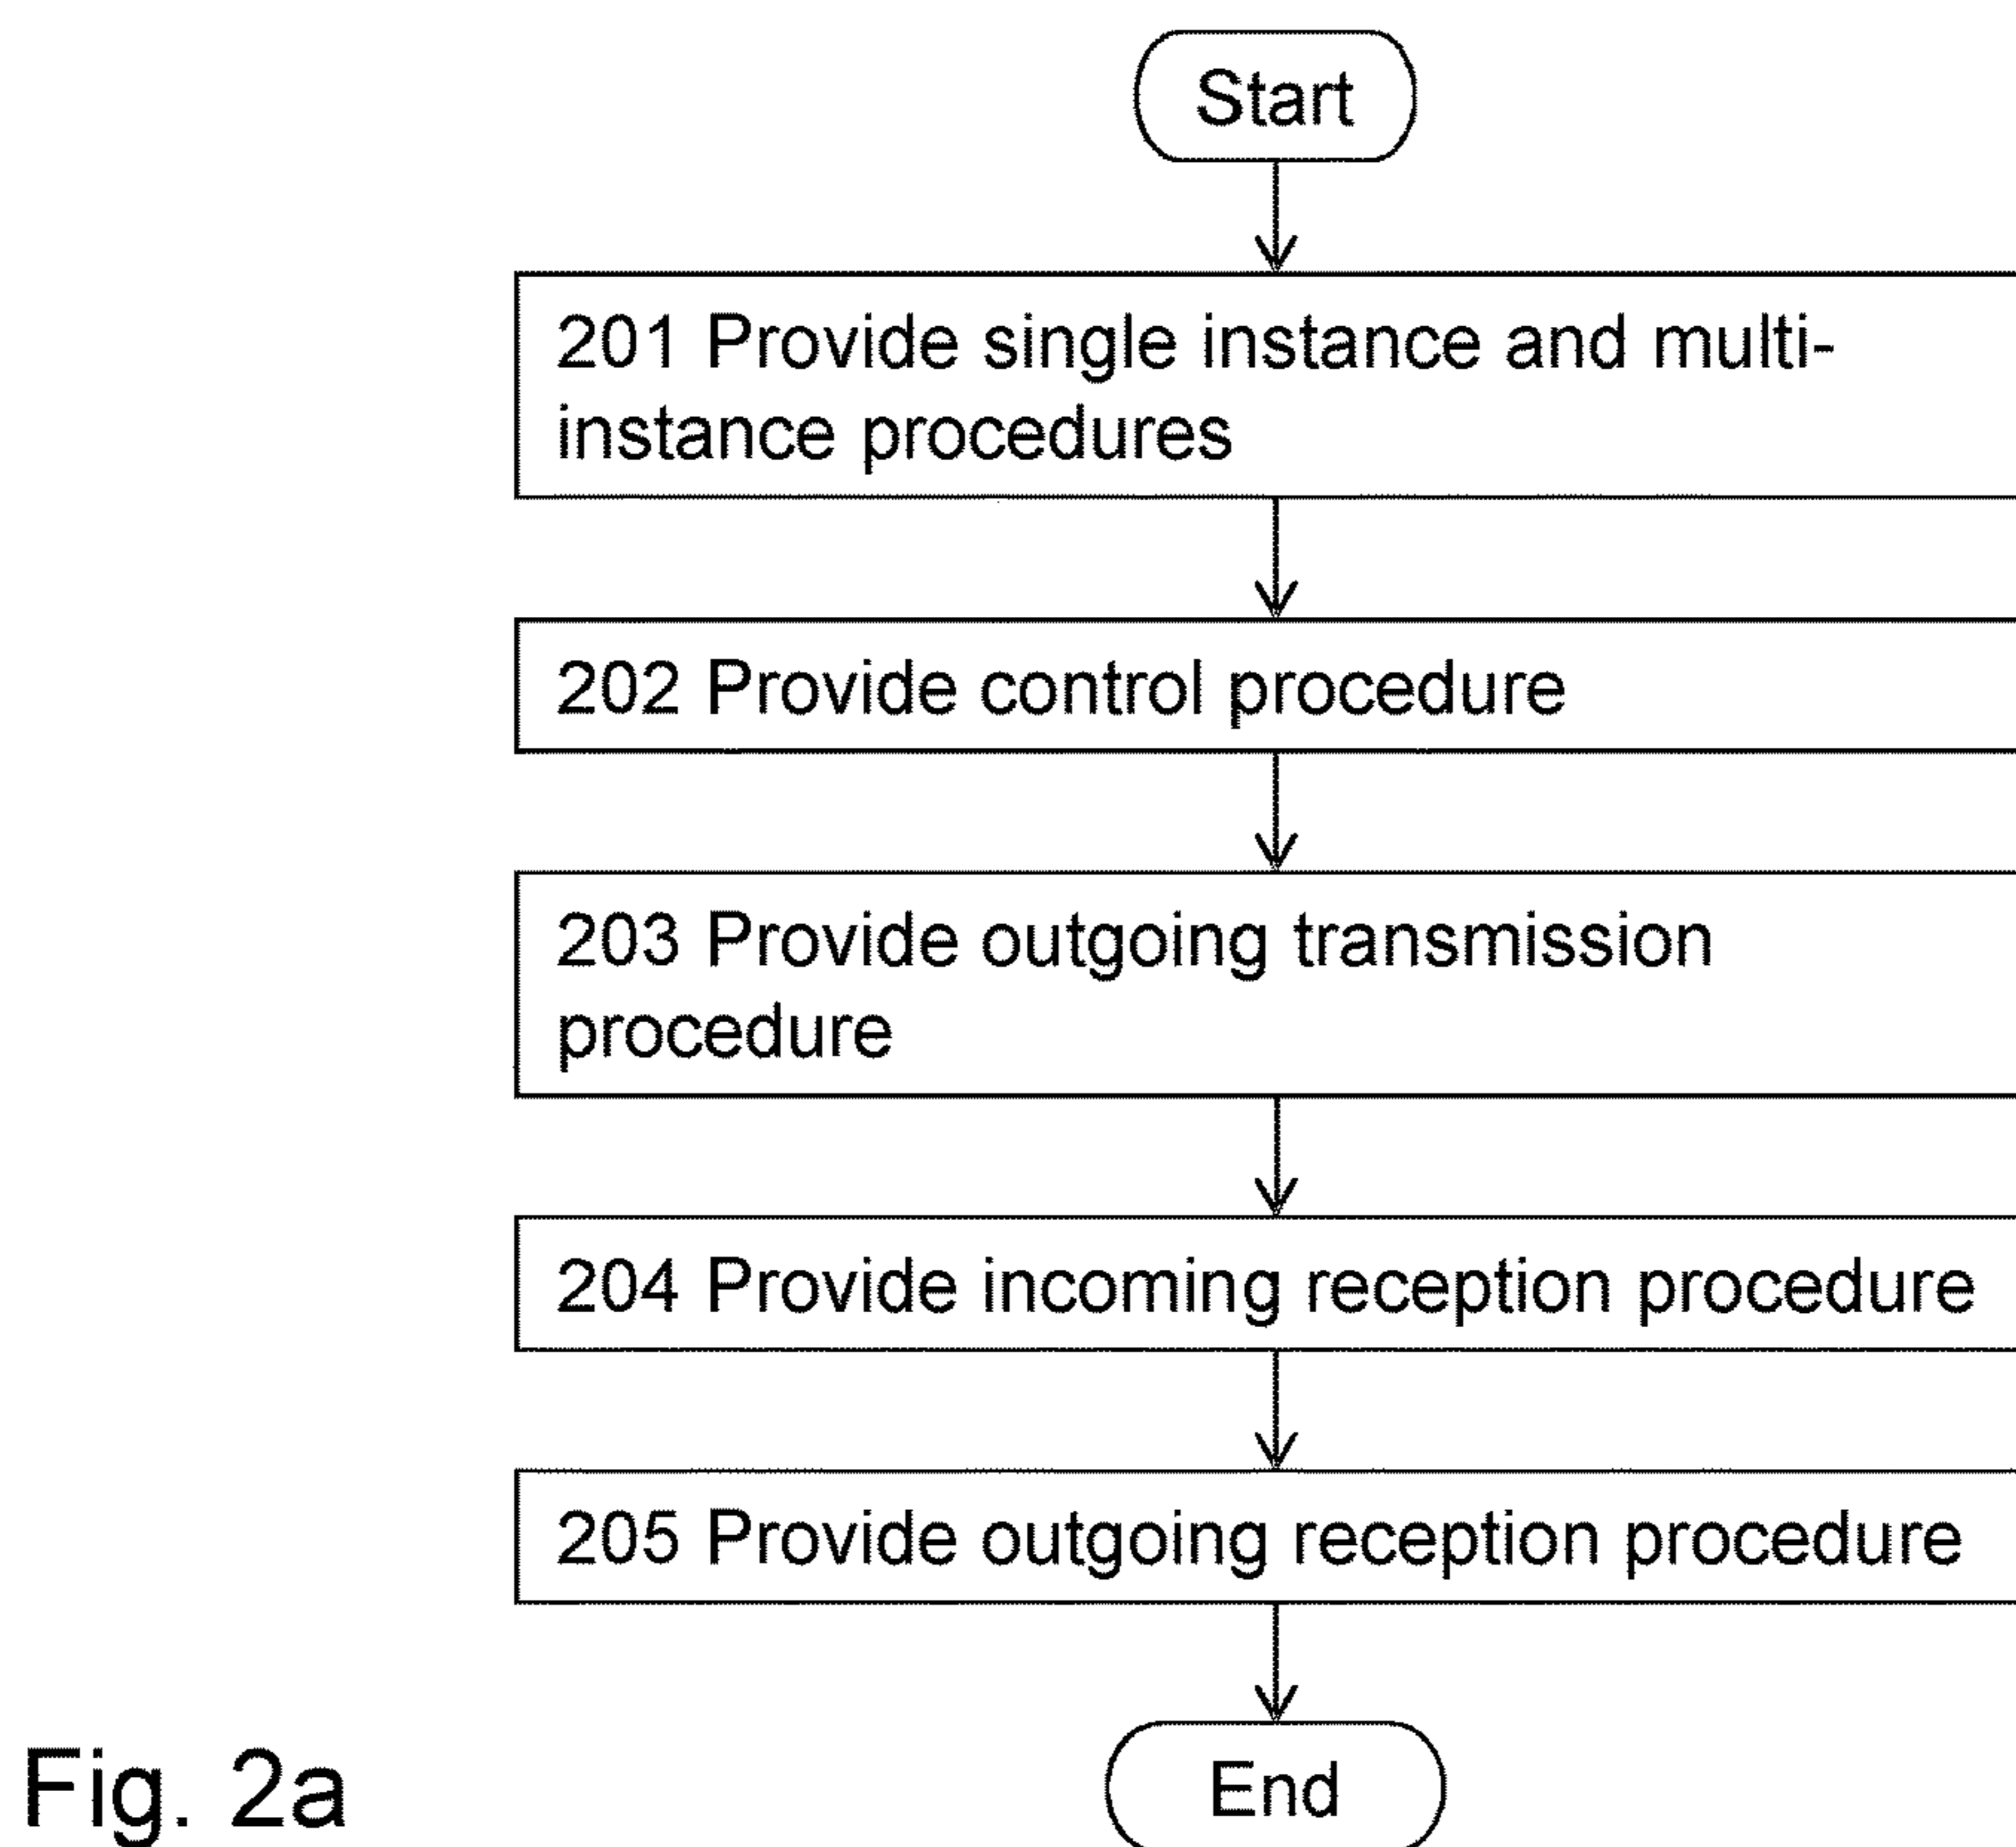 Start
201 Provide single instance and multi-
instance procedures
202 Provide control procedure
203 Provide outgoing transmission
procedure
204 Provide incoming reception procedure
205 Provide outgoing reception procedure
End
Fig. 2a